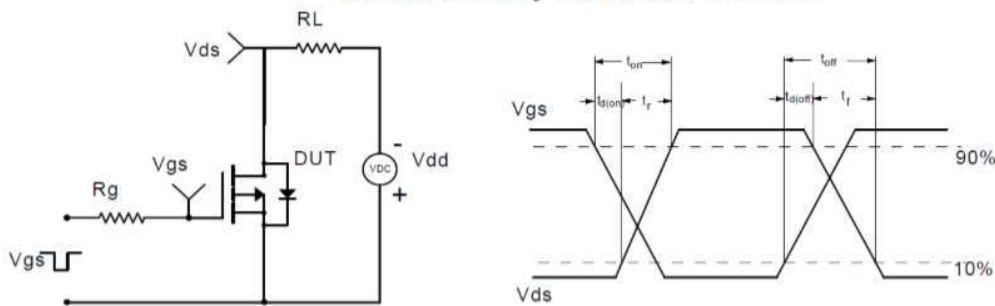 RL
Vds
Vgs
DUT
VDC
-
Vdd
+
Rg
Vgs
ton
toff
td(on)
tr
td(off)
tf
Vgs
90%
10%
Vds